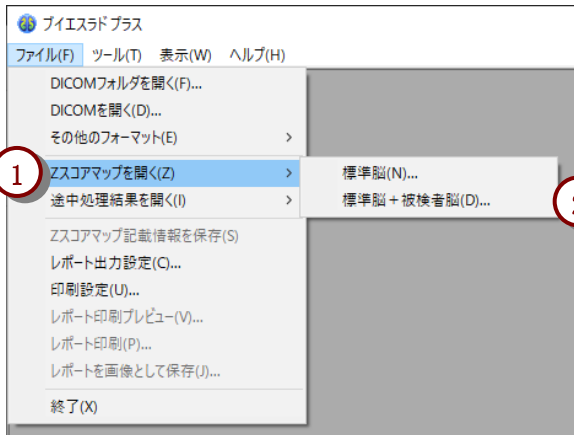 ブイエスラド プラス
ファイル(F) ツール(T) 表示(W) ヘルプ(H)
DICOMフォルダを開く(F)...
DICOMを開く(D)...
その他のフォーマット(E)
1 Zスコアマップを開く(Z)
標準脳(N)...
途中処理結果を開く(I)
標準脳+被検者脳(D)...
Zスコアマップ記載情報を保存(S)
レポート出力設定(C)...
印刷設定(U)...
レポート印刷プレビュー(V)...
レポート印刷(P)...
レポートを画像として保存(J)...
終了(X)